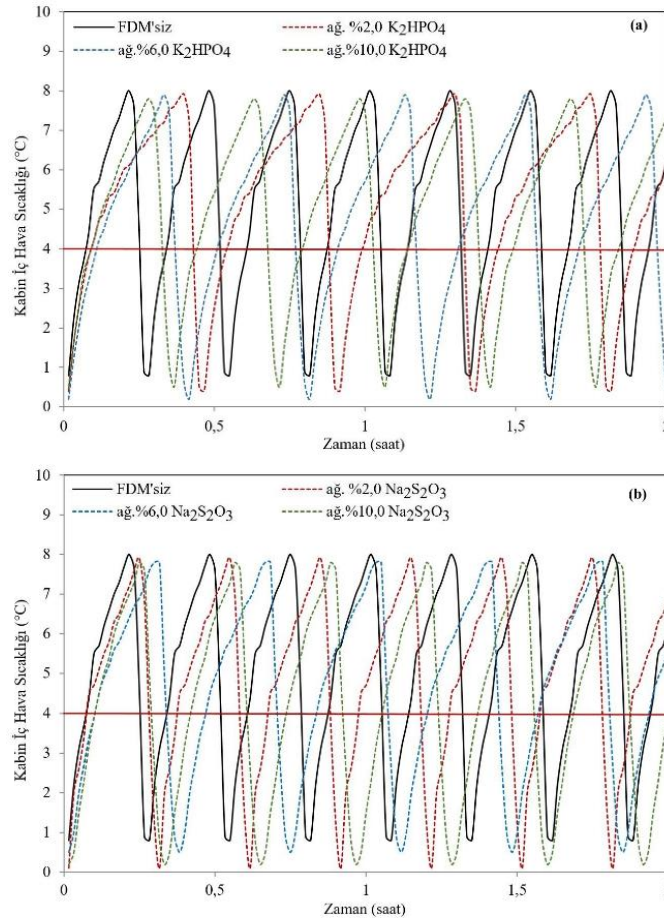 (a)
FDM'siz
ağ. %2,0 K2HPO4
ağ.%6,0 K2HPO4
ağ.%10,0 K2HPO4
Kabin İç Hava Sıcaklığı (°C)
10
9
8
7
6
5
4
3
2
1
0
0
0,5
1
1,5
2
Zaman (saat)
(b)
FDM'siz
ağ. %2,0 Na2S2O3
ağ.%6,0 Na2S2O3
ağ.%10,0 Na2S2O3
Kabin İç Hava Sıcaklığı (°C)
10
9
8
7
6
5
4
3
2
1
0
0
0,5
1
1,5
Zaman (saat)